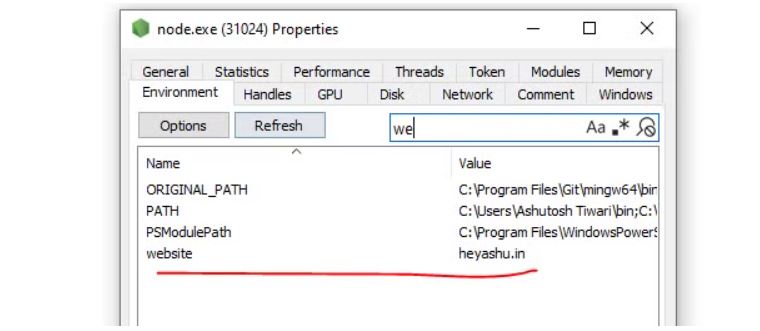 node.exe (31024) Properties
General Statistics Performance Threads Token Modules Memory
Environment Handles GPU Disk Network Comment Windows
Options Refresh we Aa .*
Name Value
ORIGINAL_PATH C:\Program Files\Git\mingw64\bin
PATH C:\Users\Ashutosh Tiwari\bin;C:\
PSModulePath C:\Program Files\WindowsPowerS
website heyashu.in